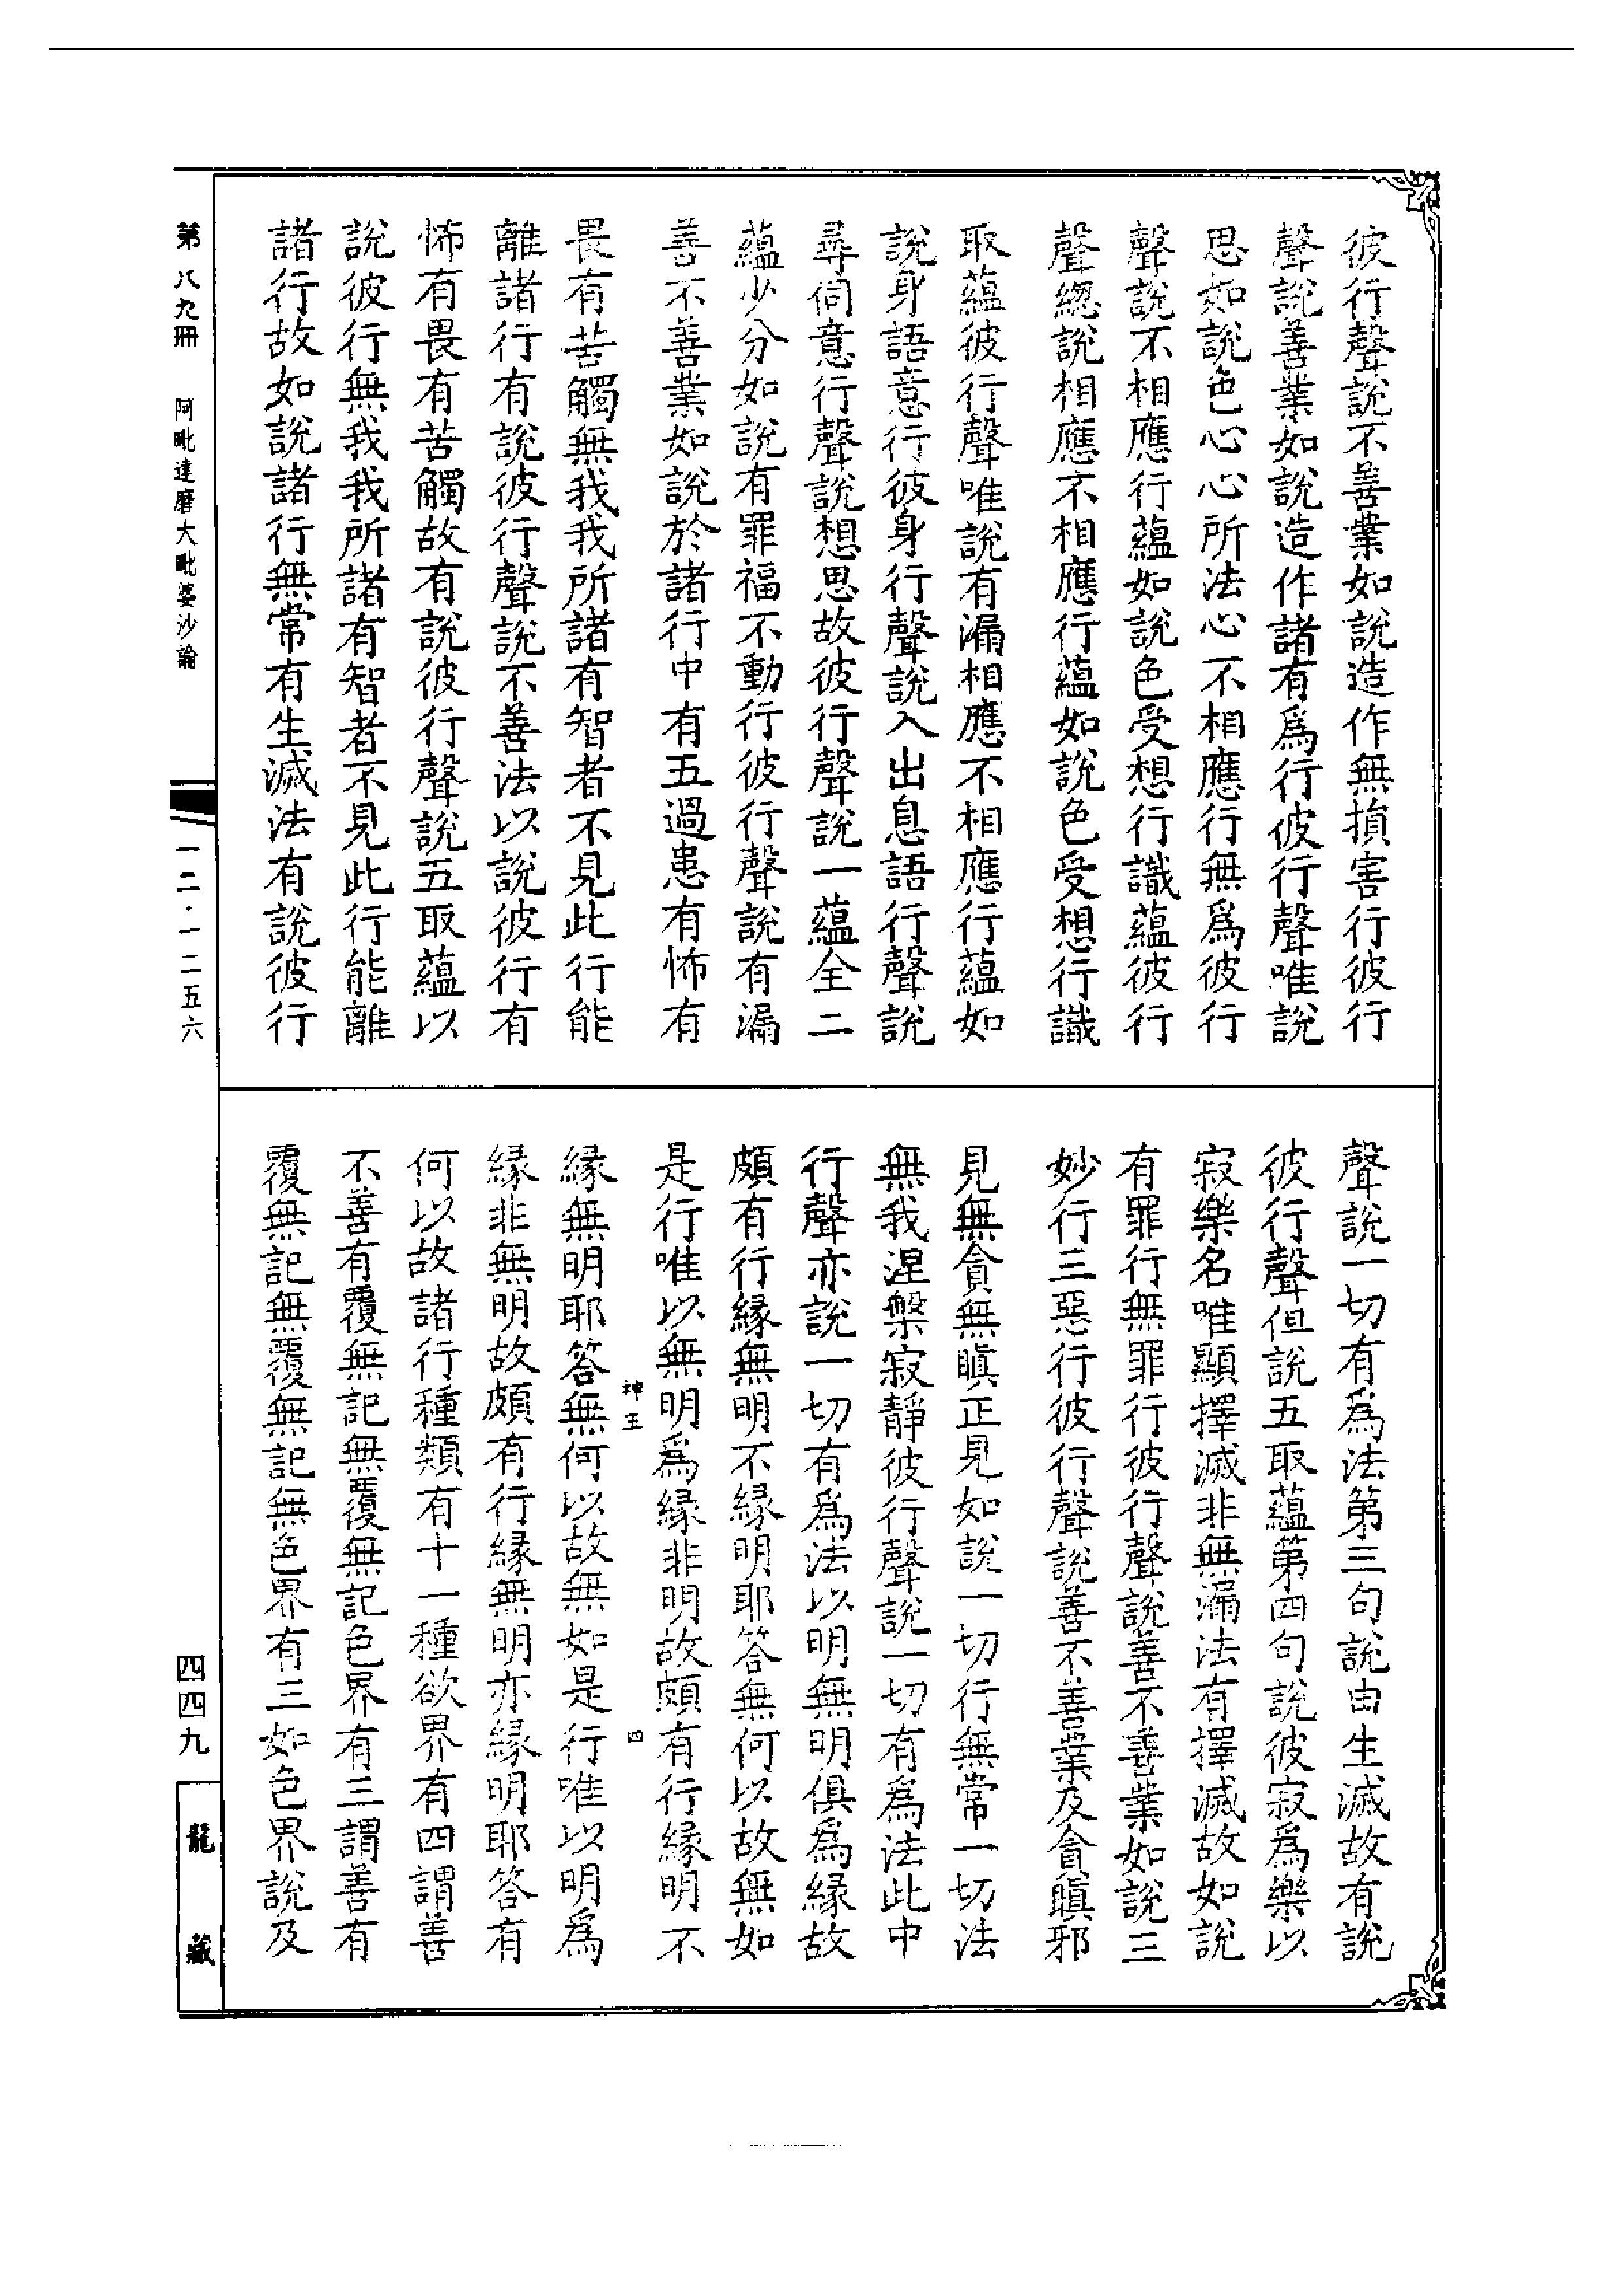 彼行聲說不善業如說造作無損害行彼行
聲說善業如說造作諸有爲行彼行聲唯說
思如說色心心所法心不相應行無爲彼行
聲說不相應行蘊如說色受想行識蘊彼行
聲總說相應不相應行蘊如說色受想行識
取蘊彼行聲唯說有漏相應不相應行蘊如
說身語意行彼身行聲說入出息語行聲說
尋伺意行聲說想思故彼行聲說一蘊全二
蘊少分如說有罪福不動行彼行聲說有漏
善不善業如說於諸行中有五過患有怖有
畏有苦觸無我我所諸有智者不見此行能
離諸行有說彼行聲說不善法以說彼行有
怖有畏有苦觸故有說彼行聲說五取蘊以
說彼行無我我所諸有智者不見此行能離
諸行故如說諸行無常有生滅法有說彼行
聲說一切有爲法第三句說由生滅故有說
彼行聲但說五取蘊第四句說彼寂爲樂以
寂樂名唯顯擇滅非無漏法有擇滅故如說
有罪行無罪行彼行聲說善不善業如說三
妙行三惡行彼行聲說善不善業及貪瞋邪
見無貪無瞋正見如說一切行無常一切法
無我涅槃寂靜彼行聲說一切有爲法此中
行聲亦說一切有爲法以明無明俱爲緣故
頗有行緣無明不緣明耶答無何以故無如
是行唯以無明爲緣非明故頗有行緣明不
神五 四
緣無明耶答無何以故無如是行唯以明爲
緣非無明故頗有行緣無明亦緣明耶答有
何以故諸行種類有十一種欲界有四謂善
不善有覆無記無覆無記色界有三謂善有
覆無記無覆無記無色界有三如色界說及
第八九冊 阿毗達磨大毗婆沙論
一二·一二五六
四四九
龍藏